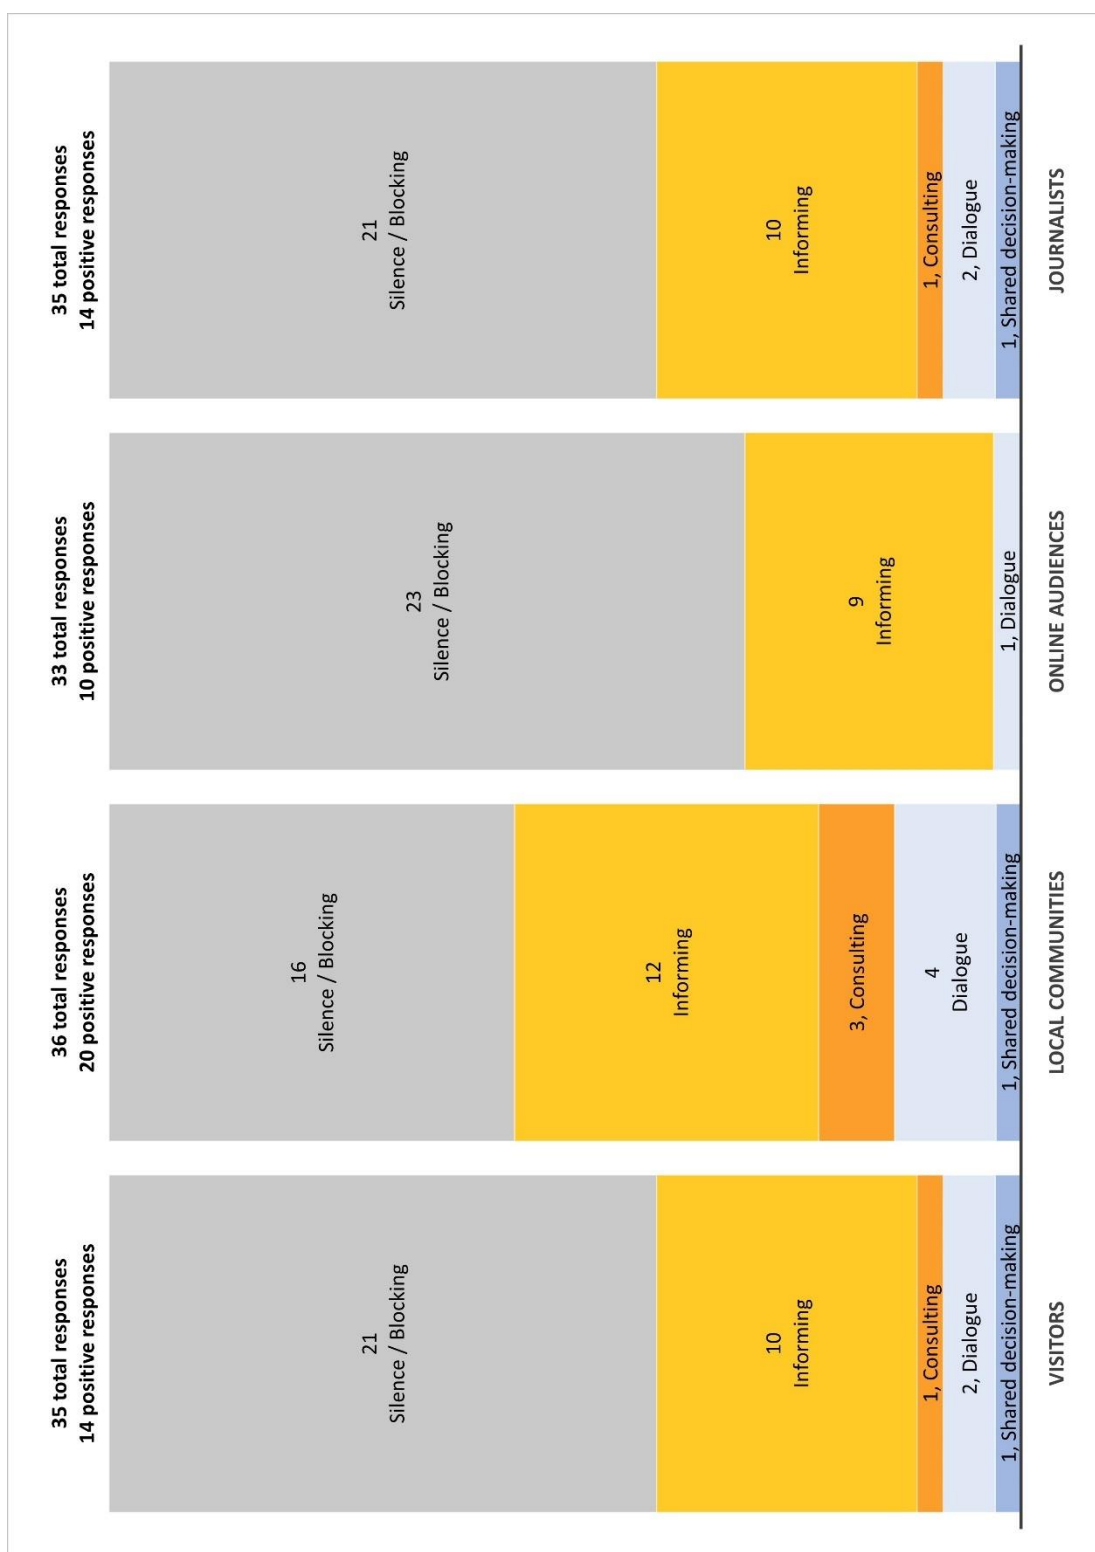 35 total responses
14 positive responses
21
Silence / Blocking
10
Informing
1, Consulting
2, Dialogue
1, Shared decision-making
VISITORS
36 total responses
20 positive responses
16
Silence / Blocking
12
Informing
3, Consulting
4
Dialogue
1, Shared decision-making
LOCAL COMMUNITIES
33 total responses
10 positive responses
23
Silence / Blocking
9
Informing
1, Dialogue
ONLINE AUDIENCES
35 total responses
14 positive responses
21
Silence / Blocking
10
Informing
1, Consulting
2, Dialogue
1, Shared decision-making
JOURNALISTS